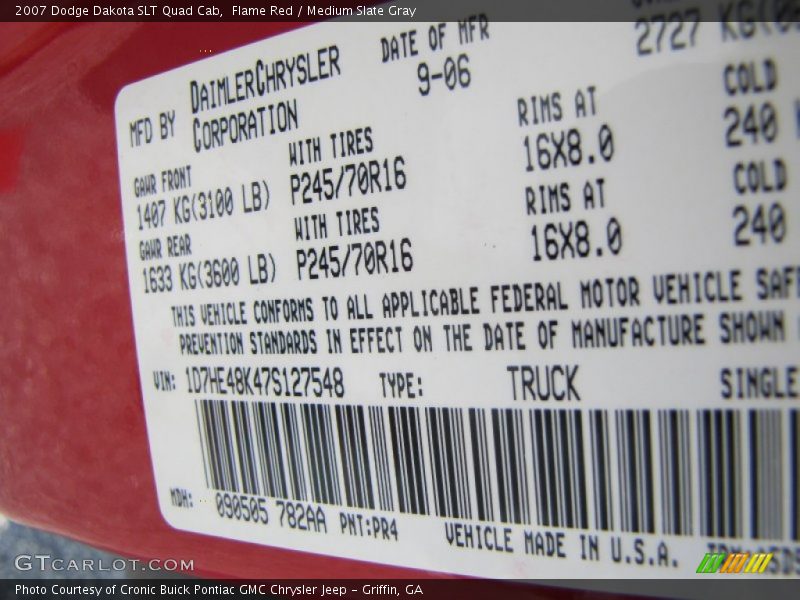 2007 Dodge Dakota SLT Quad Cab,  Flame Red / Medium Slate Gray
MFD BY DAIMLERCHRYSLER CORPORATION
DATE OF MFR
9-06
2727 KG
GAWR FRONT
1407 KG(3100 LB)
WITH TIRES
P245/70R16
RIMS AT
16X8.0
COLD
240
GAWR REAR
1633 KG(3600 LB)
WITH TIRES
P245/70R16
RIMS AT
16X8.0
COLD
240
THIS VEHICLE CONFORMS TO ALL APPLICABLE FEDERAL MOTOR VEHICLE SAF
PREVENTION STANDARDS IN EFFECT ON THE DATE OF MANUFACTURE SHOWN
VIN: 1D7HE48K47S127548 TYPE: TRUCK SINGLE
MDH: 090505 782AA PNT:PR4 VEHICLE MADE IN U.S.A.
GTCARLOT.COM
Photo Courtesy of Cronic Buick Pontiac GMC Chrysler Jeep - Griffin, GA